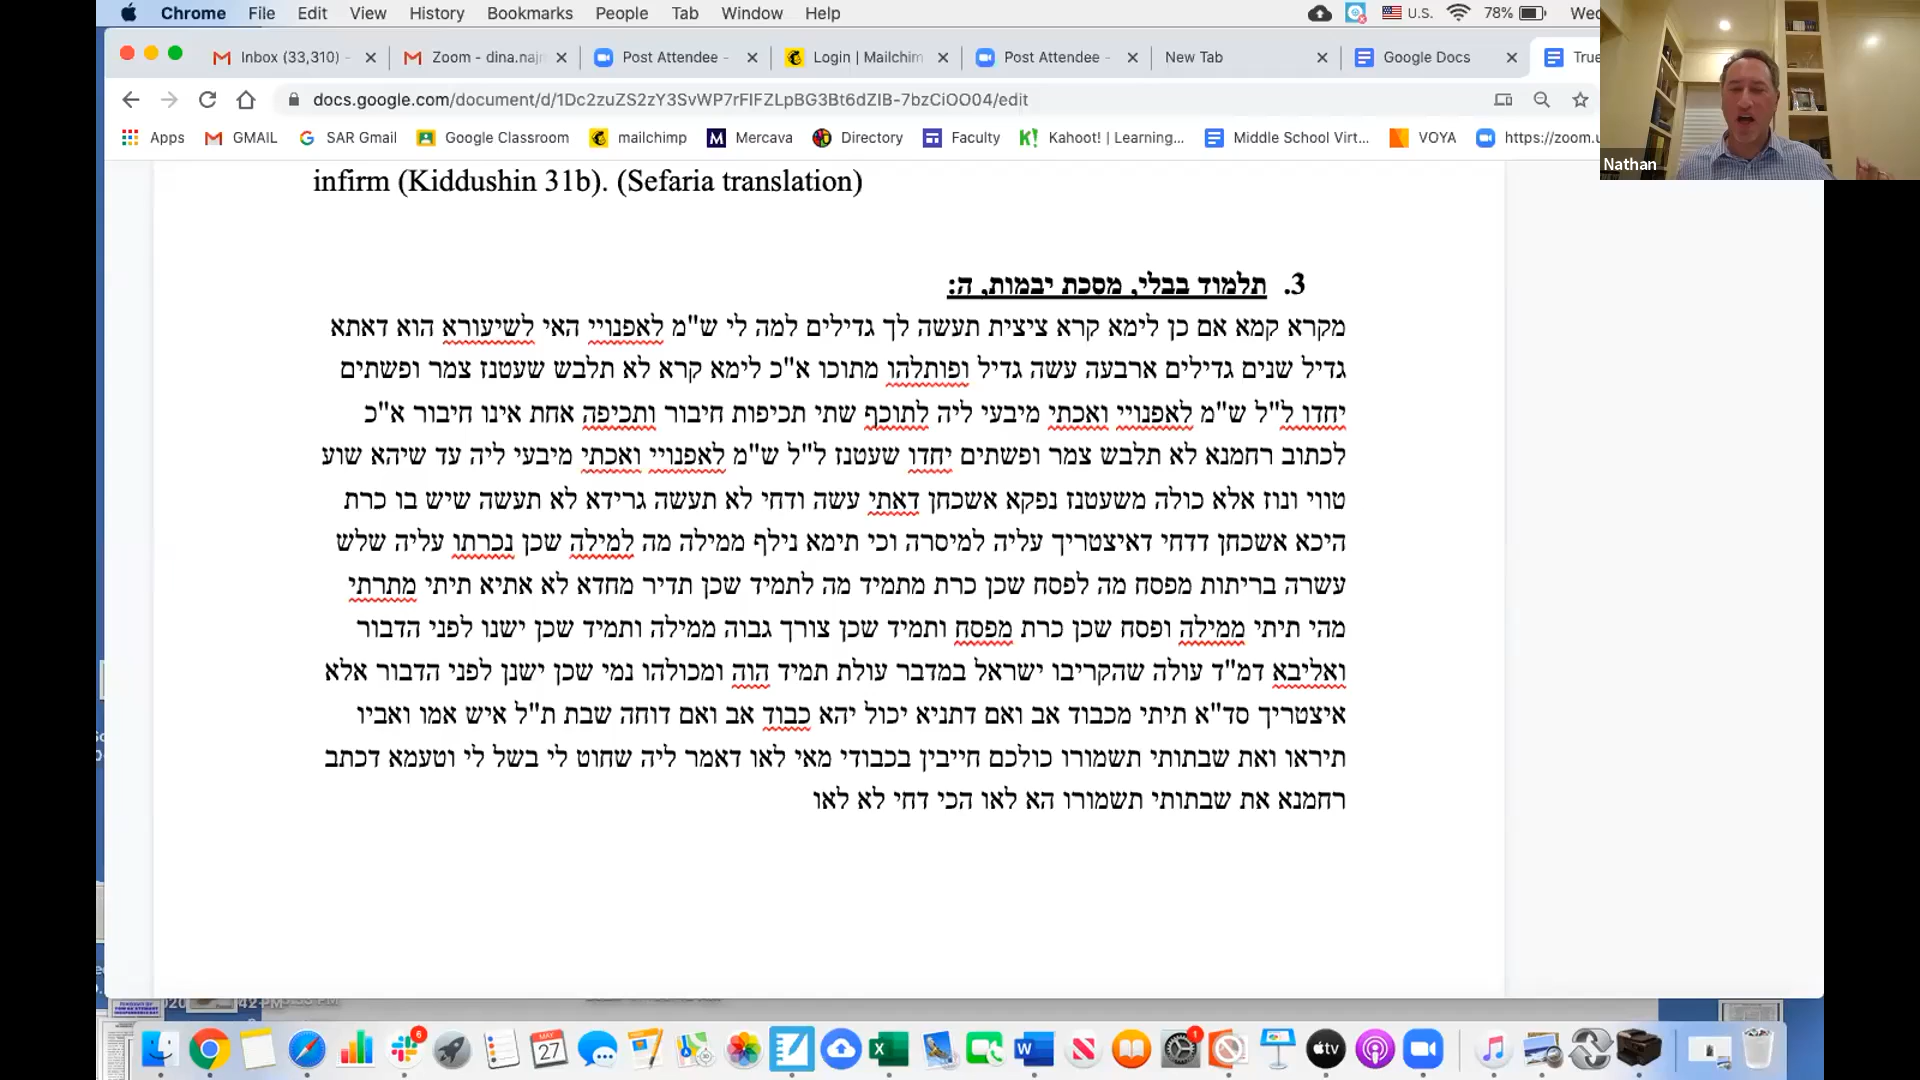 Chrome File Edit View History Bookmarks People Tab Window Help U.S. 78% Wed
Inbox (33,310) - Zoom - dina.najr Post Attendee - Login | Mailchim Post Attendee - New Tab Google Docs True
docs.google.com/document/d/1Dc2zuZS2zY3SvWP7rFIFZLpBG3Bt6dZIB-7bzCiOO04/edit
Apps GMAIL SAR Gmail Google Classroom mailchimp Mercava Directory Faculty Kahoot! | Learning... Middle School Virt... VOYA https://zoom.u
Nathan
infirm (Kiddushin 31b). (Sefaria translation)
3. תלמוד בבלי, מסכת יבמות, ה:
מקרא קמא אם כן לימא קרא ציצית תעשה לך גדילים למה לי ש"מ לאפנויי האי לשיעורא הוא דאתא
גדיל שנים גדילים ארבעה עשה גדיל ופותלהו מתוכו א"כ לימא קרא לא תלבש שעטנז צמר ופשתים
יחדו ל"ל ש"מ לאפנויי ואכתי מיבעי ליה לתוכף שתי תכיפות חיבור ותכיפה אחת אינו חיבור א"כ
לכתוב רחמנא לא תלבש צמר ופשתים יחדו שעטנז ל"ל ש"מ לאפנויי ואכתי מיבעי ליה עד שיהא שוע
טווי ונוז אלא כולה משעטנז נפקא אשכחן דאתי עשה ודחי לא תעשה גרידא לא תעשה שיש בו כרת
היכא אשכחן דדחי דאיצטריך עליה למיסרה וכי תימא נילף ממילה מה למילה שכן נכרתו עליה שלש
עשרה בריתות מפסח מה לפסח שכן כרת מתמיד מה לתמיד שכן תדיר מחדא לא אתיא תיתי מתרתי
מהי תיתי ממילה ופסח שכן כרת מפסח ותמיד שכן צורך גבוה ממילה ותמיד שכן ישנו לפני הדבור
ואליבא דמ"ד עולה שהקריבו ישראל במדבר עולת תמיד הוה ומכולהו נמי שכן ישנן לפני הדבור אלא
איצטריך סד"א תיתי מכבוד אב ואם דתניא יכול יהא כבוד אב ואם דוחה שבת ת"ל איש אמו ואביו
תיראו ואת שבתותי תשמורו כולכם חייבין בכבודי מאי לאו דאמר ליה שחוט לי בשל לי וטעמא דכתב
רחמנא את שבתותי תשמורו הא לאו הכי דחי לא לאו
6 MAY 27 1 tv